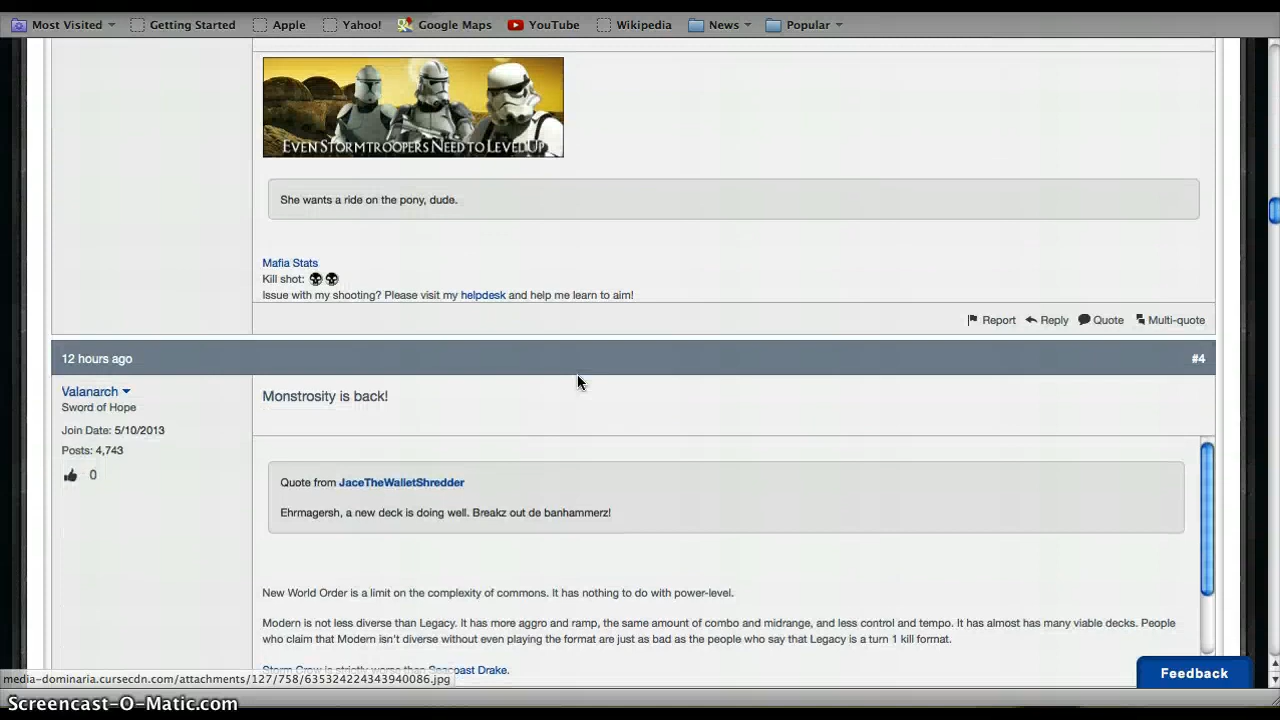 Most Visited Getting Started Apple Yahoo! Google Maps YouTube Wikipedia News Popular
EVEN STORMTROOPERS NEED TO LEVEL UP
She wants a ride on the pony, dude.
Mafia Stats
Kill shot:
Issue with my shooting? Please visit my helpdesk and help me learn to aim!
Report Reply Quote Multi-quote
12 hours ago #4
Valanarch
Sword of Hope
Join Date: 5/10/2013
Posts: 4,743
0
Monstrosity is back!
Quote from JaceTheWalletShredder
Ehrmagersh, a new deck is doing well. Breakz out de banhammerz!
New World Order is a limit on the complexity of commons. It has nothing to do with power-level.
Modern is not less diverse than Legacy. It has more aggro and ramp, the same amount of combo and midrange, and less control and tempo. It has almost has many viable decks. People
who claim that Modern isn't diverse without even playing the format are just as bad as the people who say that Legacy is a turn 1 kill format.
Storm Crow is strictly worse than Seacoast Drake.
Feedback
media-dominaria.cursecdn.com/attachments/127/758/635324224343940086.jpg
Screencast-O-Matic.com